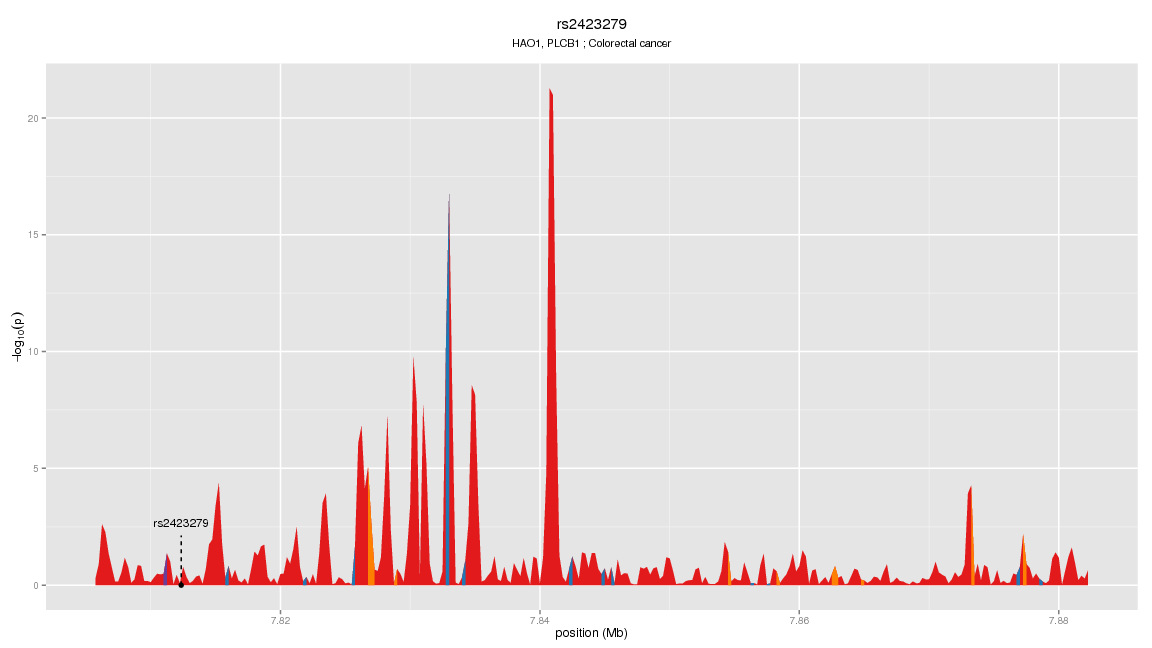 rs2423279
HAO1, PLCB1 ; Colorectal cancer
20
15
10
5
0
−log10(p)
rs2423279
7.82
7.84
7.86
7.88
position (Mb)